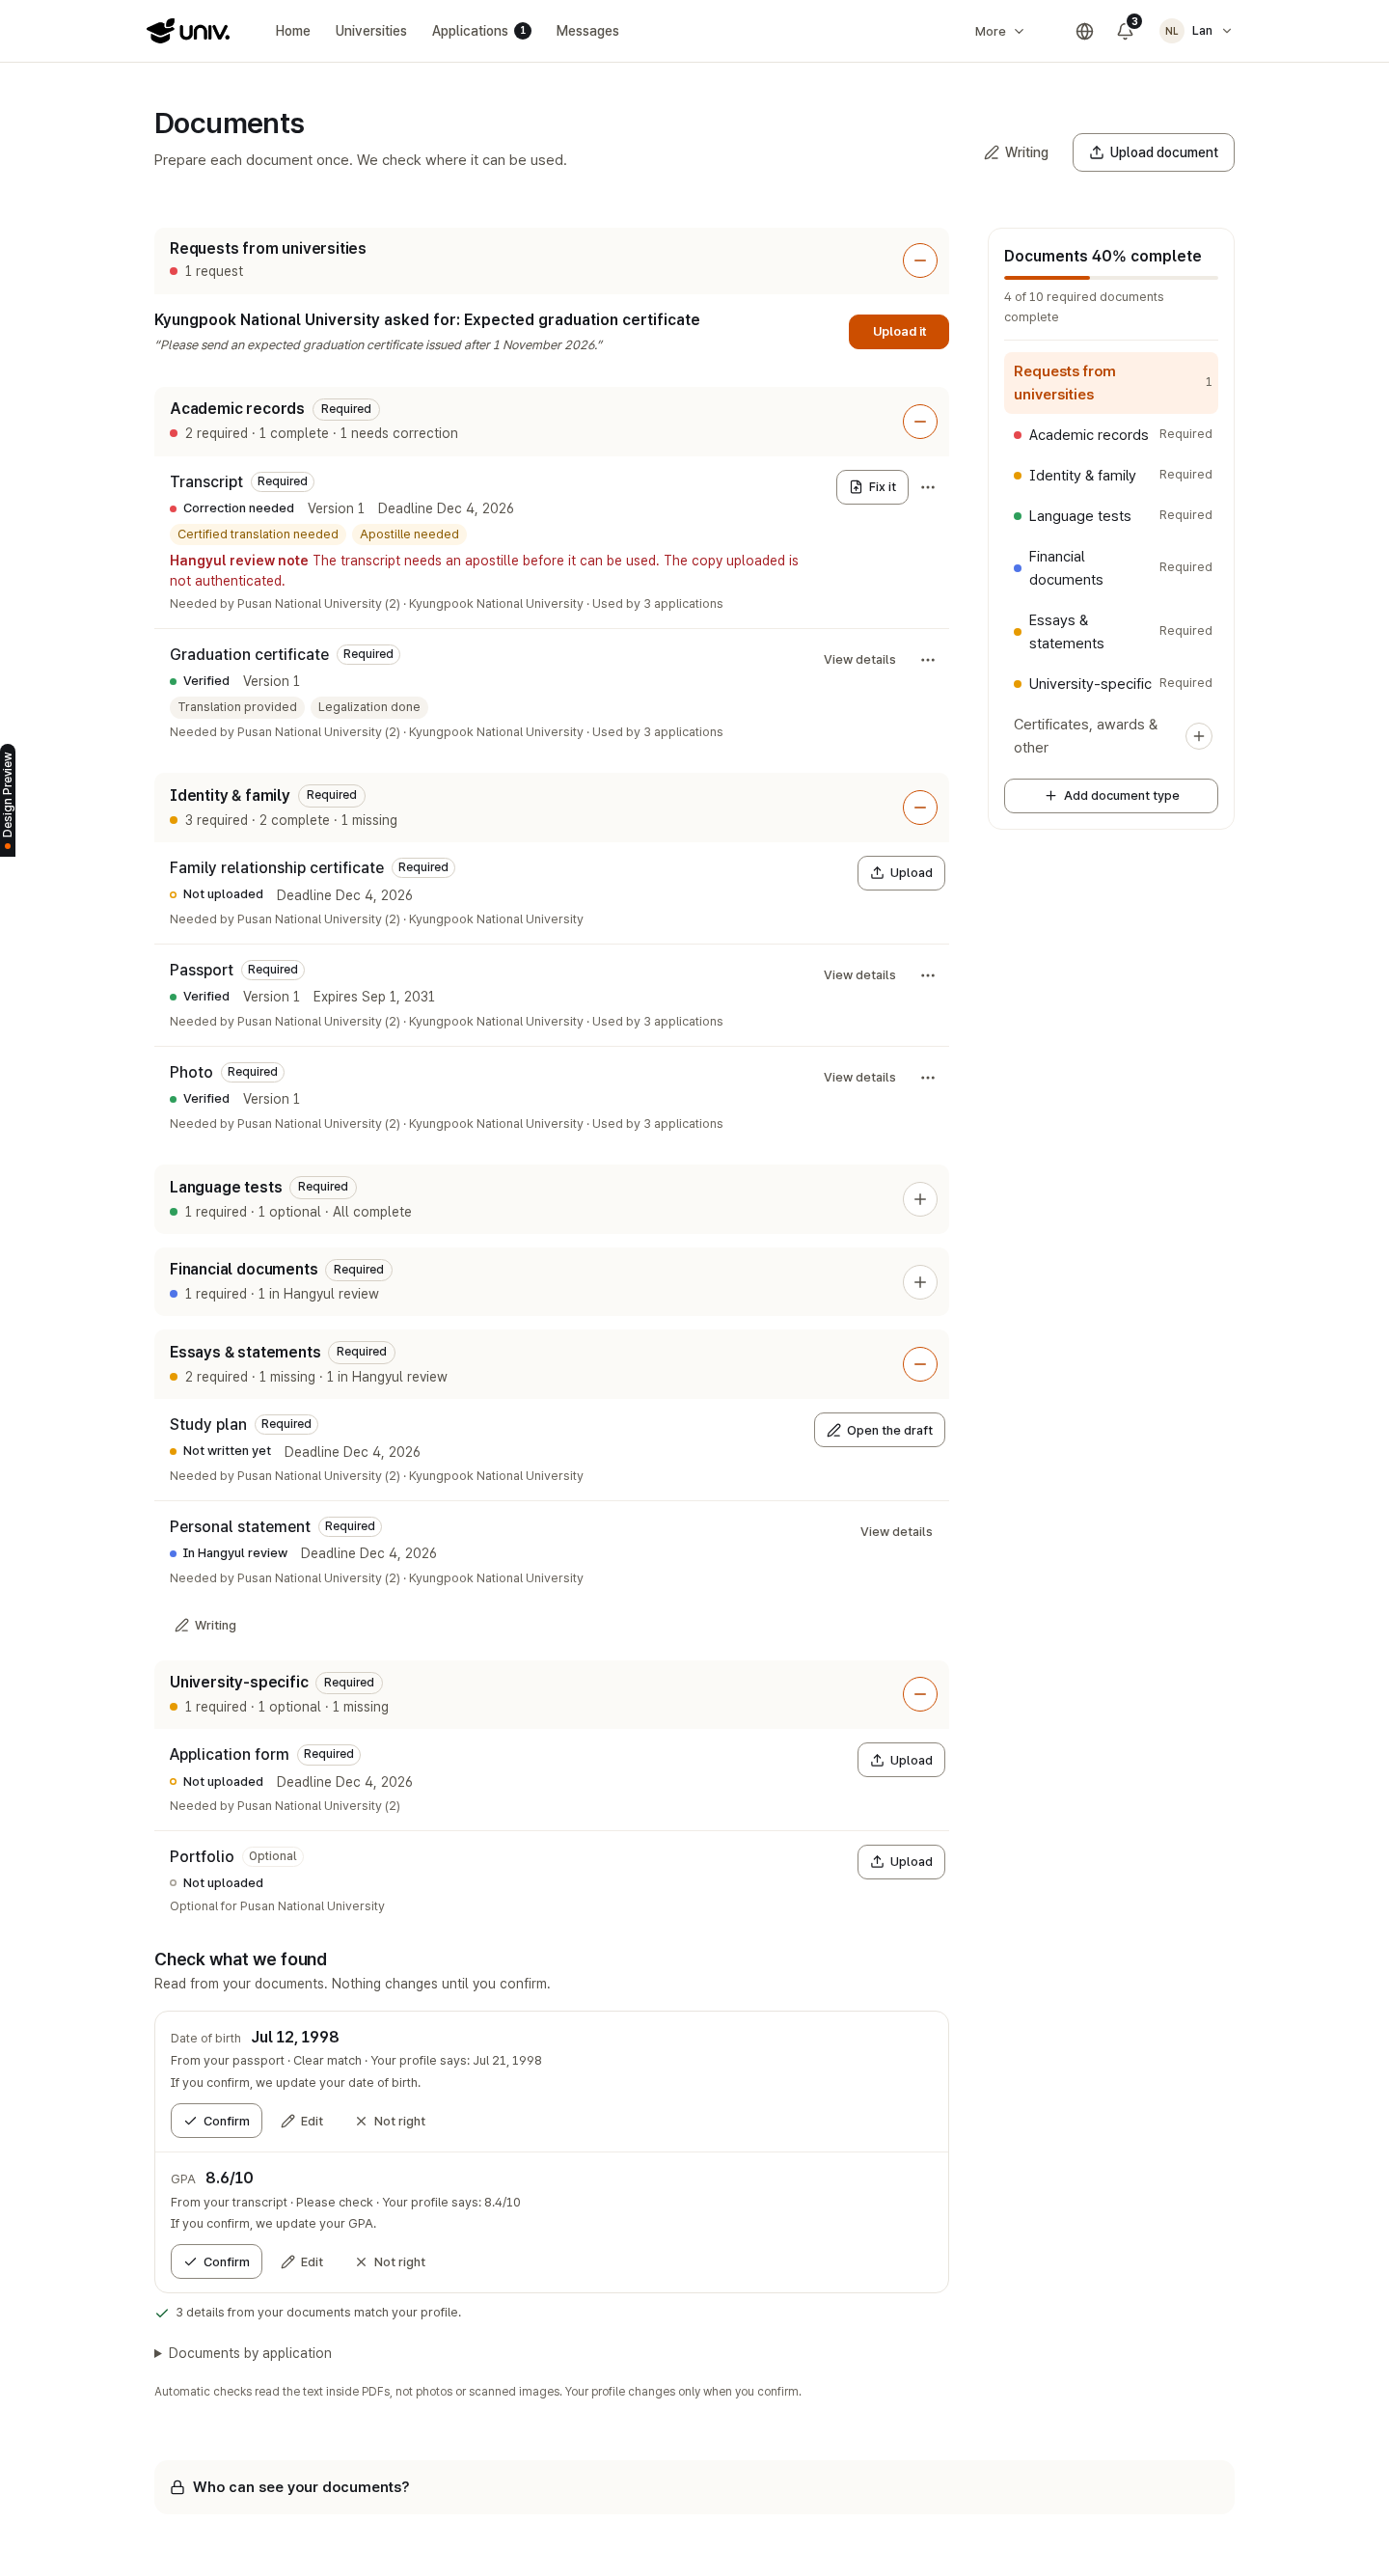 univ.
Home
Universities
Applications 1
Messages
More
3
NL Lan
Documents
Prepare each document once. We check where it can be used.
Writing
Upload document
Requests from universities
1 request
Kyungpook National University asked for: Expected graduation certificate
“Please send an expected graduation certificate issued after 1 November 2026.”
Upload it
Academic records Required
2 required · 1 complete · 1 needs correction
Transcript Required
Correction needed Version 1 Deadline Dec 4, 2026
Certified translation needed Apostille needed
Hangyul review note The transcript needs an apostille before it can be used. The copy uploaded is
not authenticated.
Needed by Pusan National University (2) · Kyungpook National University · Used by 3 applications
Fix it
Graduation certificate Required
Verified Version 1
Translation provided Legalization done
Needed by Pusan National University (2) · Kyungpook National University · Used by 3 applications
View details
Identity & family Required
3 required · 2 complete · 1 missing
Family relationship certificate Required
Not uploaded Deadline Dec 4, 2026
Needed by Pusan National University (2) · Kyungpook National University
Upload
Passport Required
Verified Version 1 Expires Sep 1, 2031
Needed by Pusan National University (2) · Kyungpook National University · Used by 3 applications
View details
Photo Required
Verified Version 1
Needed by Pusan National University (2) · Kyungpook National University · Used by 3 applications
View details
Language tests Required
1 required · 1 optional · All complete
Financial documents Required
1 required · 1 in Hangyul review
Essays & statements Required
2 required · 1 missing · 1 in Hangyul review
Study plan Required
Not written yet Deadline Dec 4, 2026
Needed by Pusan National University (2) · Kyungpook National University
Open the draft
Personal statement Required
In Hangyul review Deadline Dec 4, 2026
Needed by Pusan National University (2) · Kyungpook National University
View details
Writing
University-specific Required
1 required · 1 optional · 1 missing
Application form Required
Not uploaded Deadline Dec 4, 2026
Needed by Pusan National University (2)
Upload
Portfolio Optional
Not uploaded
Optional for Pusan National University
Upload
Check what we found
Read from your documents. Nothing changes until you confirm.
Date of birth Jul 12, 1998
From your passport · Clear match · Your profile says: Jul 21, 1998
If you confirm, we update your date of birth.
Confirm Edit Not right
GPA 8.6/10
From your transcript · Please check · Your profile says: 8.4/10
If you confirm, we update your GPA.
Confirm Edit Not right
3 details from your documents match your profile.
Documents by application
Automatic checks read the text inside PDFs, not photos or scanned images. Your profile changes only when you confirm.
Who can see your documents?
Documents 40% complete
4 of 10 required documents
complete
Requests from
universities
1
Academic records Required
Identity & family Required
Language tests Required
Financial
documents
Required
Essays &
statements
Required
University-specific Required
Certificates, awards &
other
Add document type
Design Preview